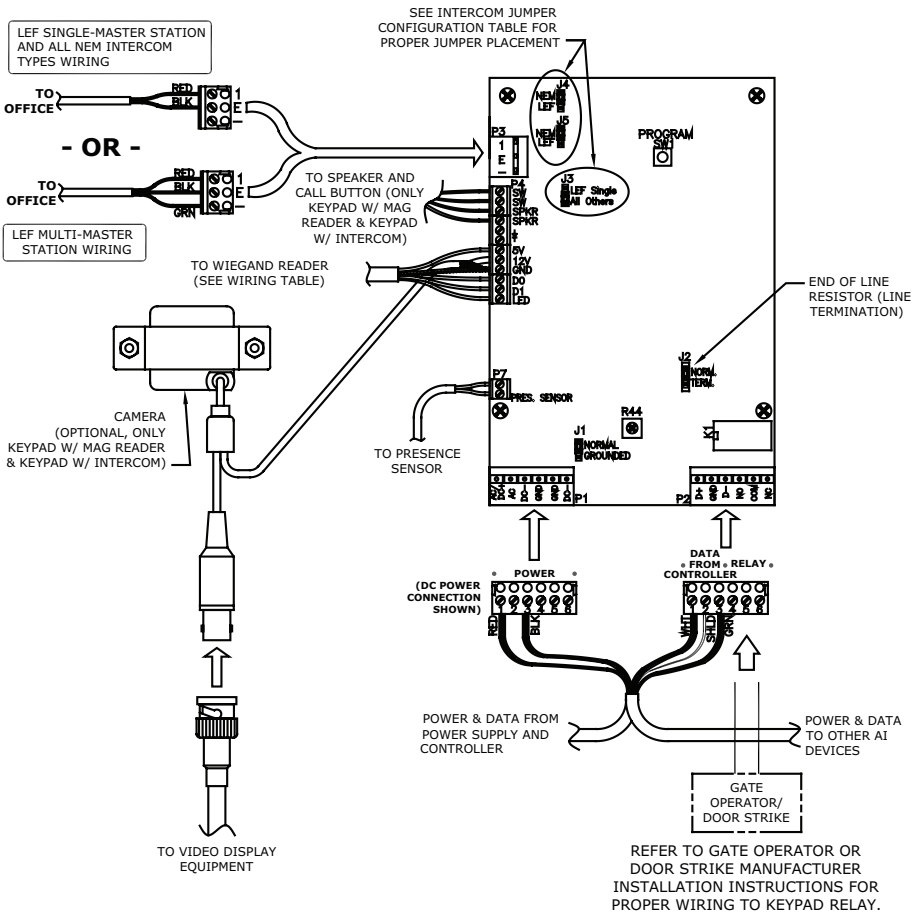 SEE INTERCOM JUMPER
CONFIGURATION TABLE FOR
PROPER JUMPER PLACEMENT
LEF SINGLE-MASTER STATION
AND ALL NEM INTERCOM
TYPES WIRING
TO
OFFICE
RED
BLK
1
E
-
- OR -
TO
OFFICE
RED
BLK
GRN
1
E
-
LEF MULTI-MASTER
STATION WIRING
TO SPEAKER AND
CALL BUTTON (ONLY
KEYPAD W/ MAG
READER & KEYPAD
W/ INTERCOM)
TO WIEGAND READER
(SEE WIRING TABLE)
J4
NEM
LEF
J5
NEM
LEF
P3
1
E
-
PROGRAM
SW1
J3
LEF Single
All Others
P4
SW
SW
SPKR
SPKR
5V
12V
GND
D0
D1
LED
END OF LINE
RESISTOR (LINE
TERMINATION)
J2
NORM.
TERM.
P7
PRES. SENSOR
R44
K1
J1
NORMAL
GROUNDED
TO PRESENCE
SENSOR
CAMERA
(OPTIONAL, ONLY
KEYPAD W/ MAG READER
& KEYPAD W/ INTERCOM)
AC/
DC+
AC
DC-
GND
GND
DC-
P1
P2
D+
GND
D-
NO
COM
NC
(DC POWER
CONNECTION
SHOWN)
POWER
1 2 3 4 5 6
RED
BLK
DATA
FROM
CONTROLLER
RELAY
1 2 3 4 5 6
WHT
SHLD
GRN
POWER & DATA FROM
POWER SUPPLY AND
CONTROLLER
POWER & DATA
TO OTHER AI
DEVICES
GATE
OPERATOR/
DOOR STRIKE
TO VIDEO DISPLAY
EQUIPMENT
REFER TO GATE OPERATOR OR
DOOR STRIKE MANUFACTURER
INSTALLATION INSTRUCTIONS FOR
PROPER WIRING TO KEYPAD RELAY.